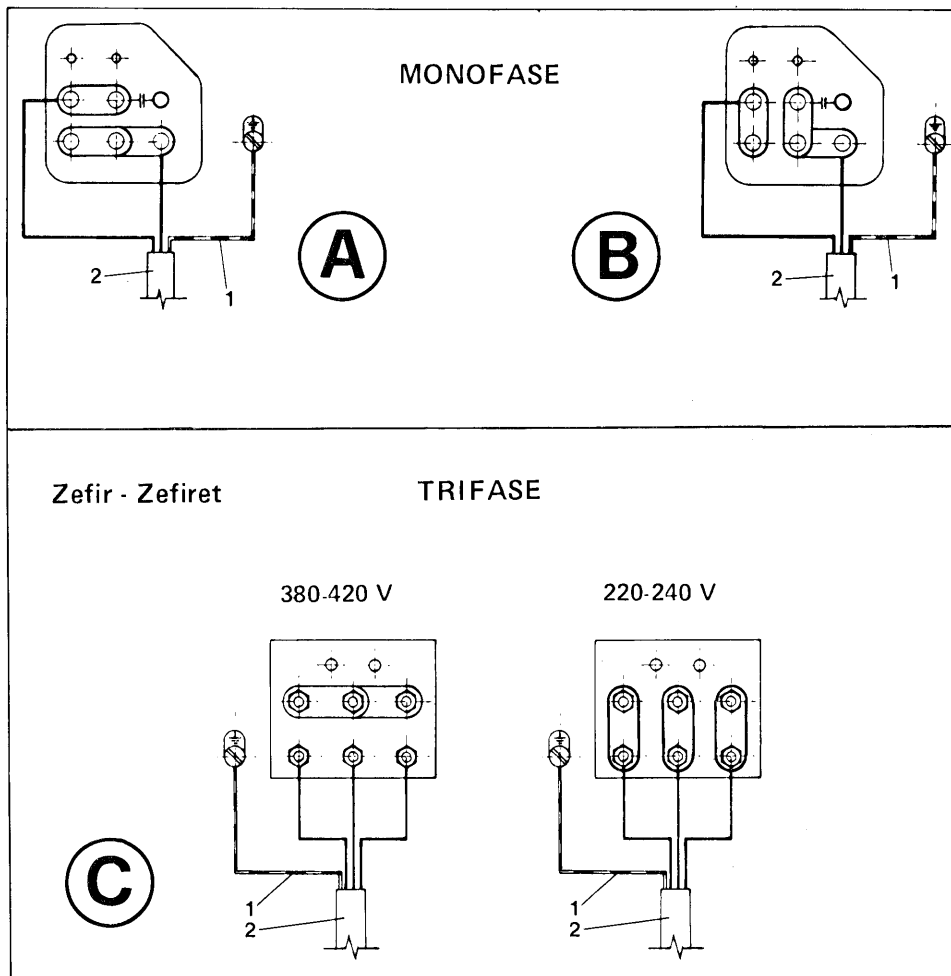 MONOFASE
A
B
2
1
2
1
Zefir - Zefiret
TRIFASE
380-420 V
220-240 V
C
1
2
1
2